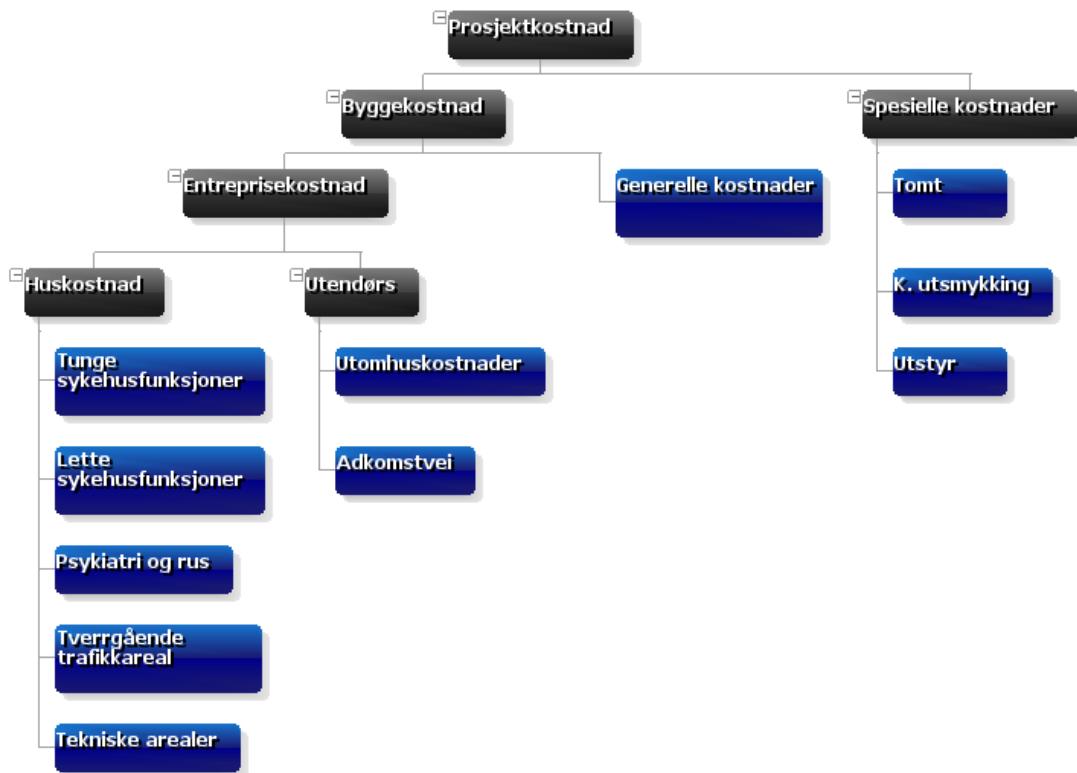 Prosjektkostnad
Byggekostnad
Spesielle kostnader
Entreprisekostnad
Generelle kostnader
Tomt
Huskostnad
Utendørs
K. utsmykking
Tunge
sykehusfunksjoner
Utomhuskostnader
Utstyr
Lette
sykehusfunksjoner
Adkomstvei
Psykiatri og rus
Tverrgående
trafikkareal
Tekniske arealer